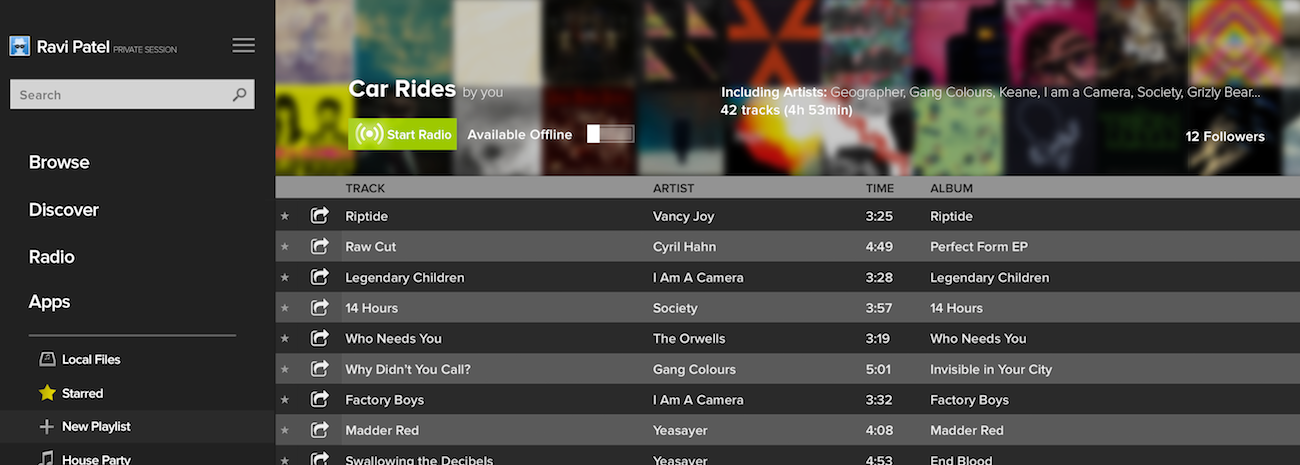 Ravi Patel PRIVATE SESSION
Search
Browse
Discover
Radio
Apps
Local Files
Starred
New Playlist
House Party
Car Rides by you
Start Radio Available Offline
Including Artists: Geographer, Gang Colours, Keane, I am a Camera, Society, Grizly Bear...
42 tracks (4h 53min)
12 Followers
TRACK ARTIST TIME ALBUM
Riptide Vancy Joy 3:25 Riptide
Raw Cut Cyril Hahn 4:49 Perfect Form EP
Legendary Children I Am A Camera 3:28 Legendary Children
14 Hours Society 3:57 14 Hours
Who Needs You The Orwells 3:19 Who Needs You
Why Didn't You Call? Gang Colours 5:01 Invisible in Your City
Factory Boys I Am A Camera 3:32 Factory Boys
Madder Red Yeasayer 4:08 Madder Red
Swallowing the Decibels Yeasayer 4:53 End Blood